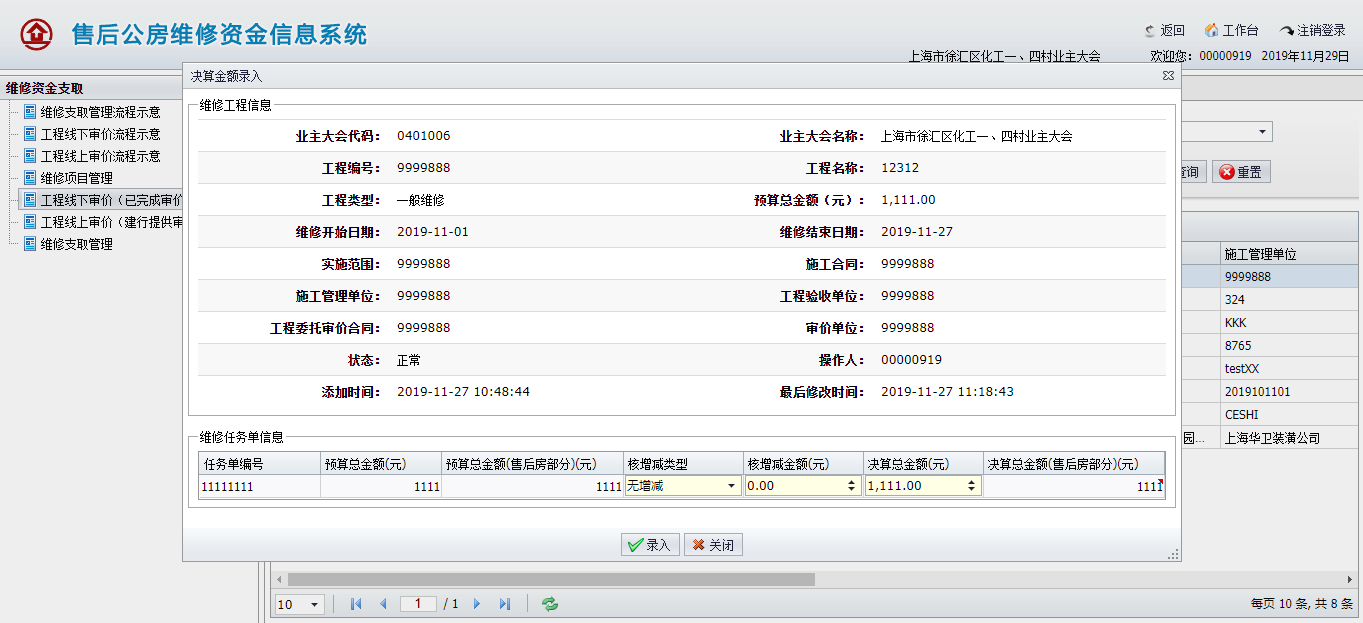 售后公房维修资金信息系统
返回 工作台 注销登录
上海市徐汇区化工一、四村业主大会 欢迎您: 00000919 2019年11月29日
维修资金支取
维修支取管理流程示意
工程线下审价流程示意
工程线上审价流程示意
维修项目管理
工程线下审价（已完成审价
工程线上审价（建行提供审
维修支取管理
决算金额录入
维修工程信息
业主大会代码： 0401006 业主大会名称： 上海市徐汇区化工一、四村业主大会
工程编号： 9999888 工程名称： 12312
工程类型： 一般维修 预算总金额（元）： 1,111.00
维修开始日期： 2019-11-01 维修结束日期： 2019-11-27
实施范围： 9999888 施工合同： 9999888
施工管理单位： 9999888 工程验收单位： 9999888
工程委托审价合同： 9999888 审价单位： 9999888
状态： 正常 操作人： 00000919
添加时间： 2019-11-27 10:48:44 最后修改时间： 2019-11-27 11:18:43
维修任务单信息
任务单编号 预算总金额(元) 预算总金额(售后房部分)(元) 核增减类型 核增减金额(元) 决算总金额(元) 决算总金额(售后房部分)(元)
11111111 1111 1111 无增减 0.00 1,111.00 1111
录入 关闭
查询 重置
施工管理单位
9999888
324
KKK
8765
testXX
2019101101
CESHI
园... 上海华卫装潢公司
10 1 / 1 每页 10 条, 共 8 条